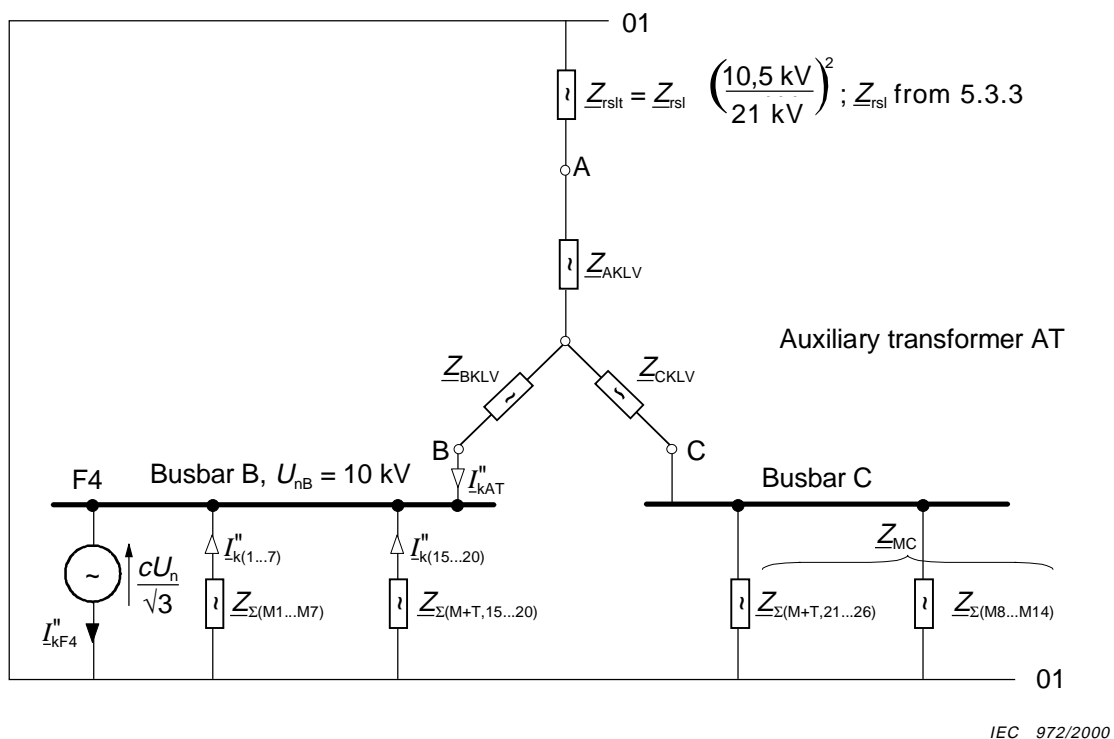 01
Z_rslt = Z_rsl (10,5 kV / 21 kV)² ; Z_rsl from 5.3.3
A
Z_AKLV
Auxiliary transformer AT
Z_BKLV
Z_CKLV
B
C
F4
Busbar B, U_nB = 10 kV
I"_kAT
Busbar C
I"_k(1...7)
I"_k(15...20)
Z_MC
~
cU_n / √3
Z_Σ(M1...M7)
Z_Σ(M+T,15...20)
Z_Σ(M+T,21...26)
Z_Σ(M8...M14)
I"_kF4
01
IEC 972/2000